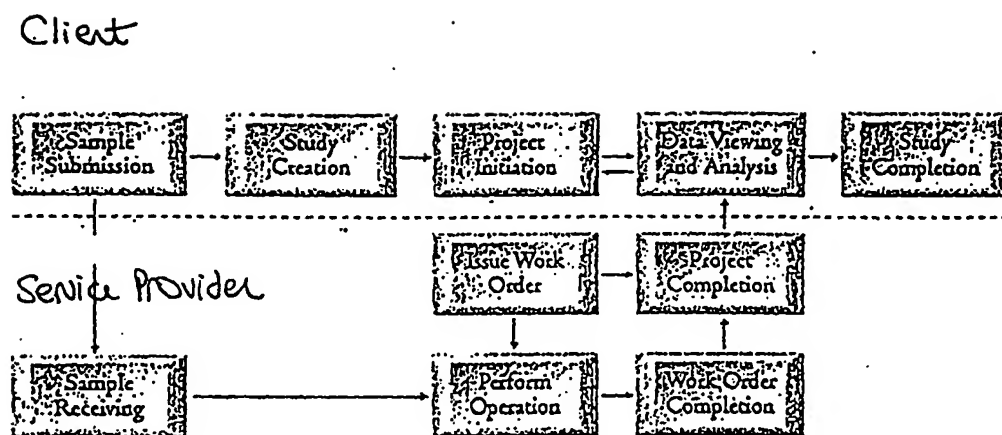 Client
Sample
Submission
Study
Creation
Project
Initiation
Data Viewing
and Analysis
Study
Completion
Service Provider
Issue Work
Order
Project
Completion
Sample
Receiving
Perform
Operation
Work Order
Completion